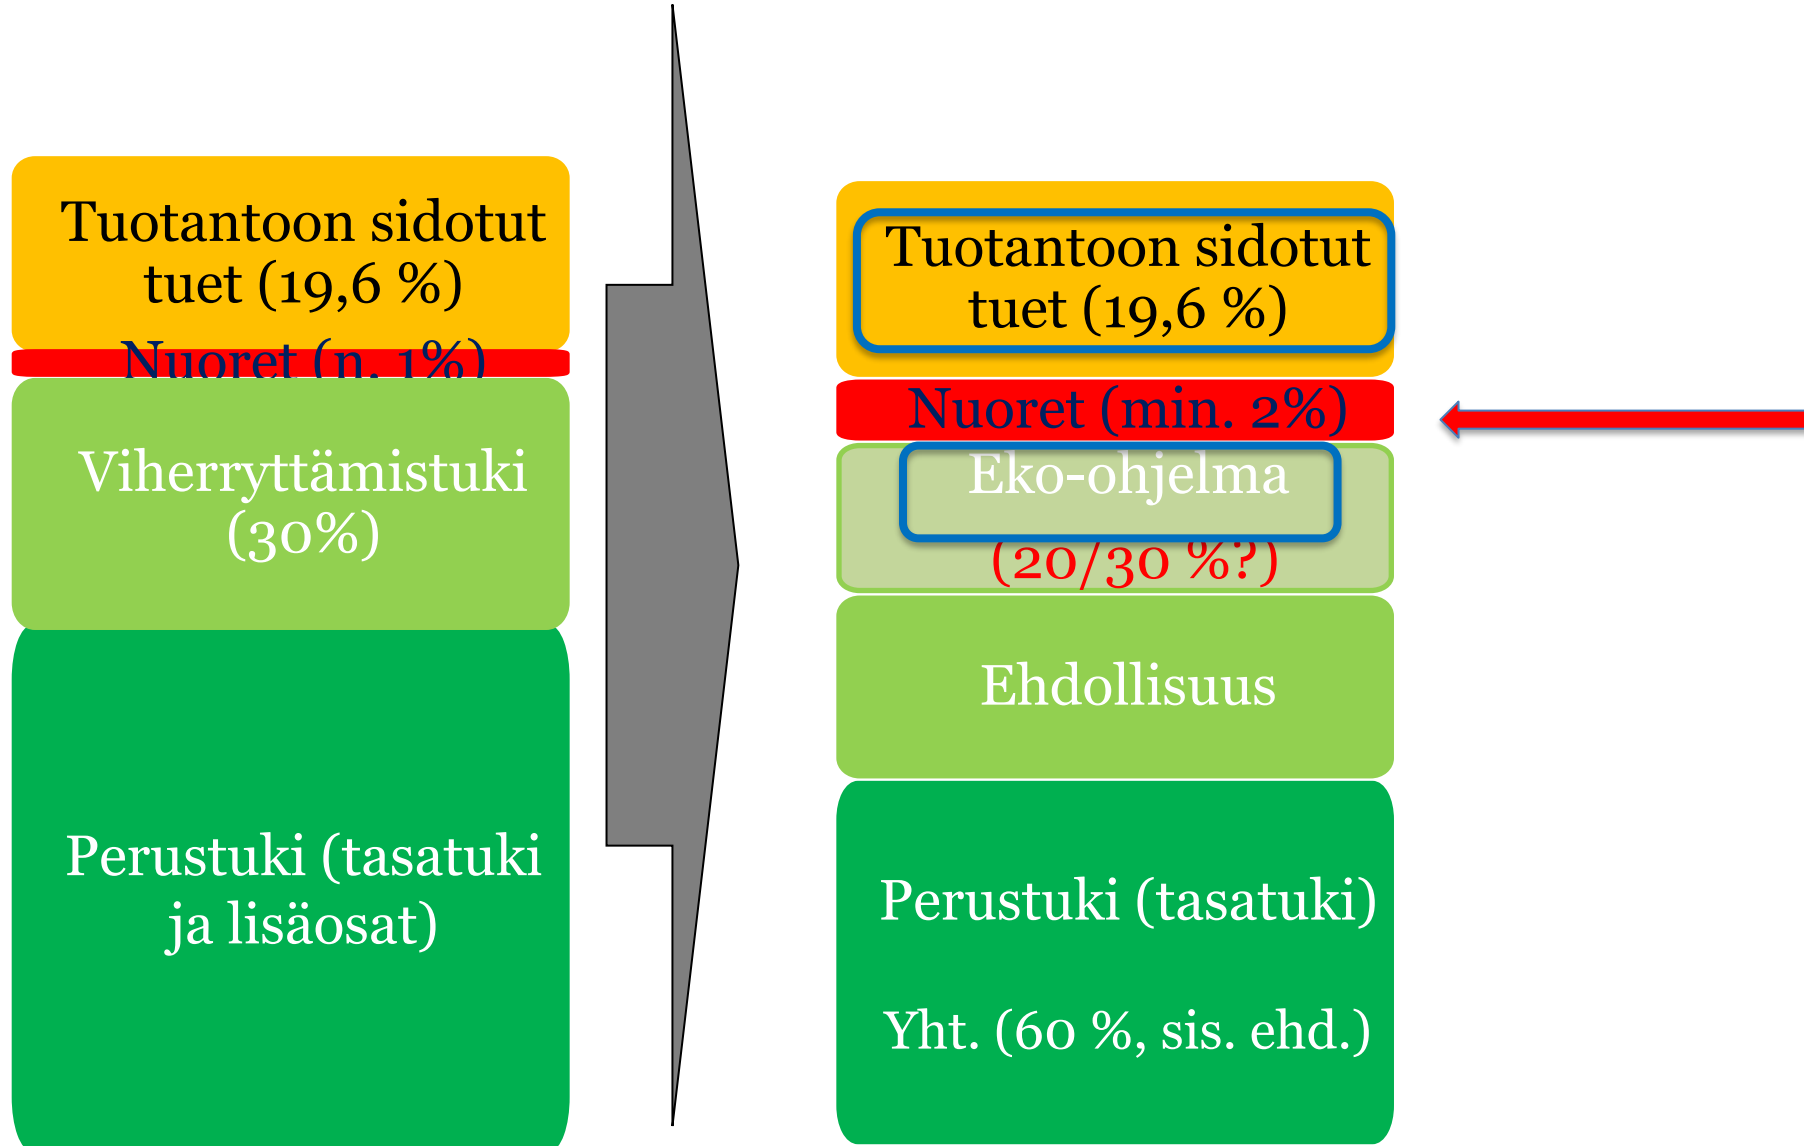 Tuotantoon sidotut
tuet (19,6 %)
Nuoret (n. 1%)
Viherryttämistuki
(30%)
Perustuki (tasatuki
ja lisäosat)
Tuotantoon sidotut
tuet (19,6 %)
Nuoret (min. 2%)
Eko-ohjelma
(20/30 %?)
Ehdollisuus
Perustuki (tasatuki)
Yht. (60 %, sis. ehd.)